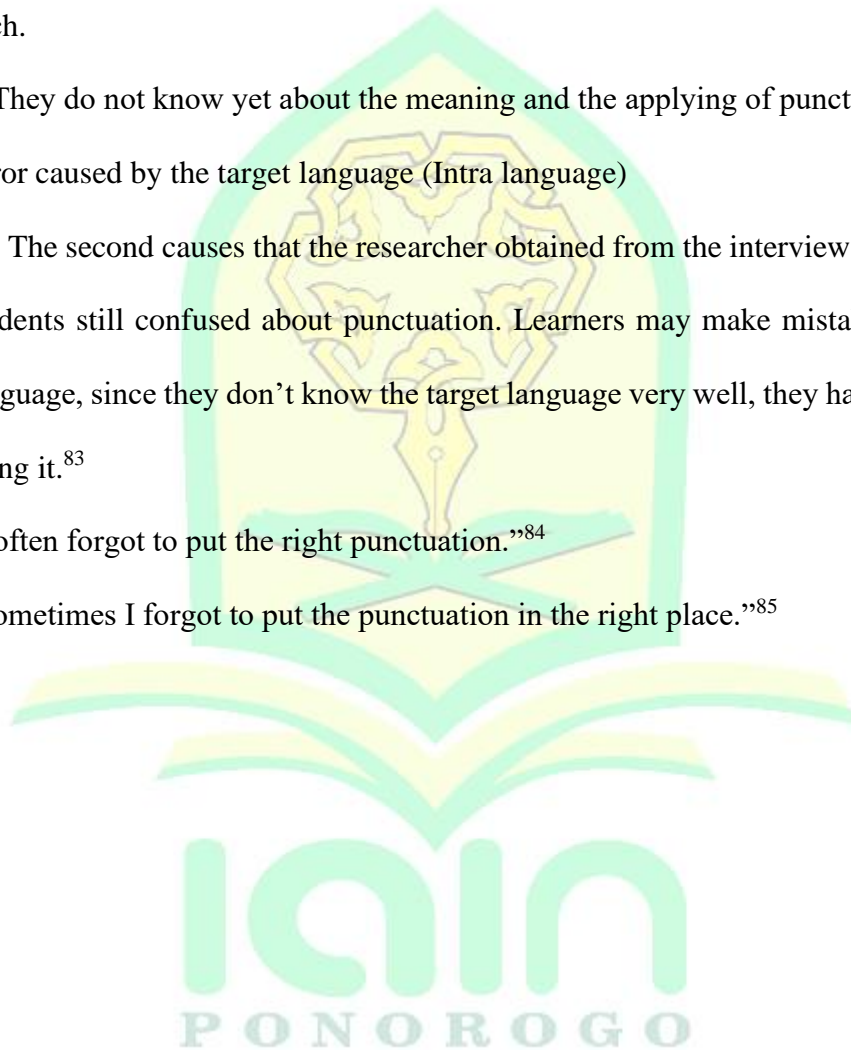 ch.
They do not know yet about the meaning and the applying of punct
ror caused by the target language (Intra language)
The second causes that the researcher obtained from the interview
dents still confused about punctuation. Learners may make mista
guage, since they don’t know the target language very well, they ha
ng it.83
often forgot to put the right punctuation.”84
ometimes I forgot to put the punctuation in the right place.”85
iain
PONOROGO